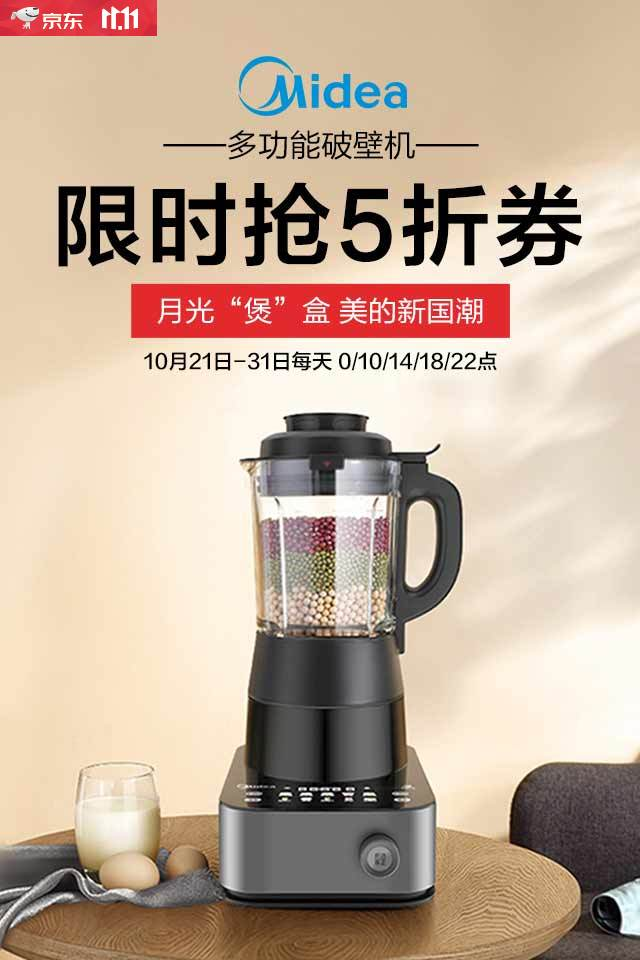 京东 11.11
Midea
多功能破壁机
限时抢5折券
月光“煲”盒 美的新国潮
10月21日-31日每天 0/10/14/18/22点
Midea